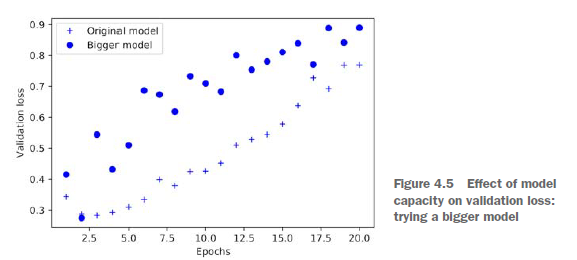 0.9
0.8
0.7
0.6
0.5
0.4
0.3
Validation loss
Original model
Bigger model
2.5 5.0 7.5 10.0 12.5 15.0 17.5 20.0
Epochs
Figure 4.5 Effect of model
capacity on validation loss:
trying a bigger model